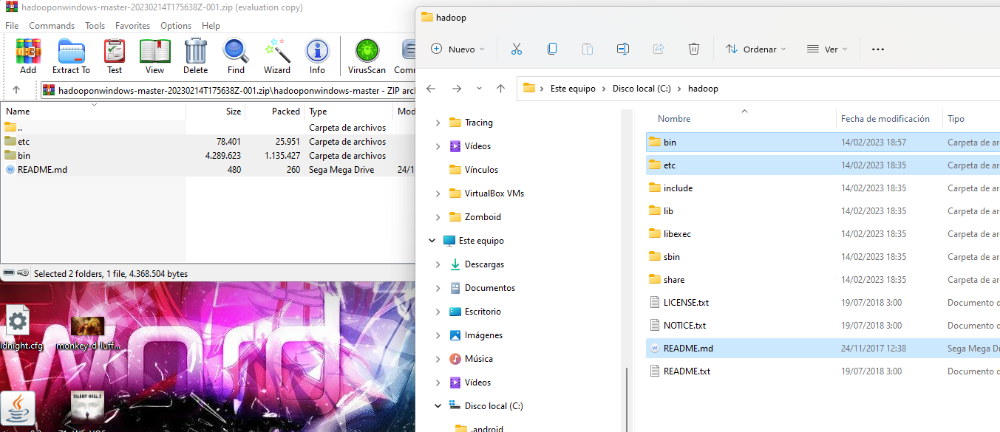 hadooponwindows-master-20230214T175638Z-001.zip (evaluation copy)
File Commands Tools Favorites Options Help
Add Extract To Test View Delete Find Wizard Info VirusScan Comm
hadooponwindows-master-20230214T175638Z-001.zip\hadooponwindows-master - ZIP arc
Name Size Packed Type Mod
.. Carpeta de archivos
etc 78.401 25.951 Carpeta de archivos
bin 4.289.623 1.135.427 Carpeta de archivos
README.md 480 260 Sega Mega Drive 24/1
Selected 2 folders, 1 file, 4.368.504 bytes
word
idnight.cfg monkey-d-luff...
SILENT HILL 2
hadoop
Nuevo Ordenar Ver
Este equipo Disco local (C:) hadoop
Tracing
Vídeos
Vínculos
VirtualBox VMs
Zomboid
Este equipo
Descargas
Documentos
Escritorio
Imágenes
Música
Vídeos
Disco local (C:)
.android
Nombre Fecha de modificación Tipo
bin 14/02/2023 18:57 Carpeta de ar
etc 14/02/2023 18:35 Carpeta de ar
include 14/02/2023 18:35 Carpeta de ar
lib 14/02/2023 18:35 Carpeta de ar
libexec 14/02/2023 18:35 Carpeta de ar
sbin 14/02/2023 18:35 Carpeta de ar
share 14/02/2023 18:35 Carpeta de ar
LICENSE.txt 19/07/2018 3:00 Documento d
NOTICE.txt 19/07/2018 3:00 Documento d
README.md 24/11/2017 12:38 Sega Mega Dr
README.txt 19/07/2018 3:00 Documento d